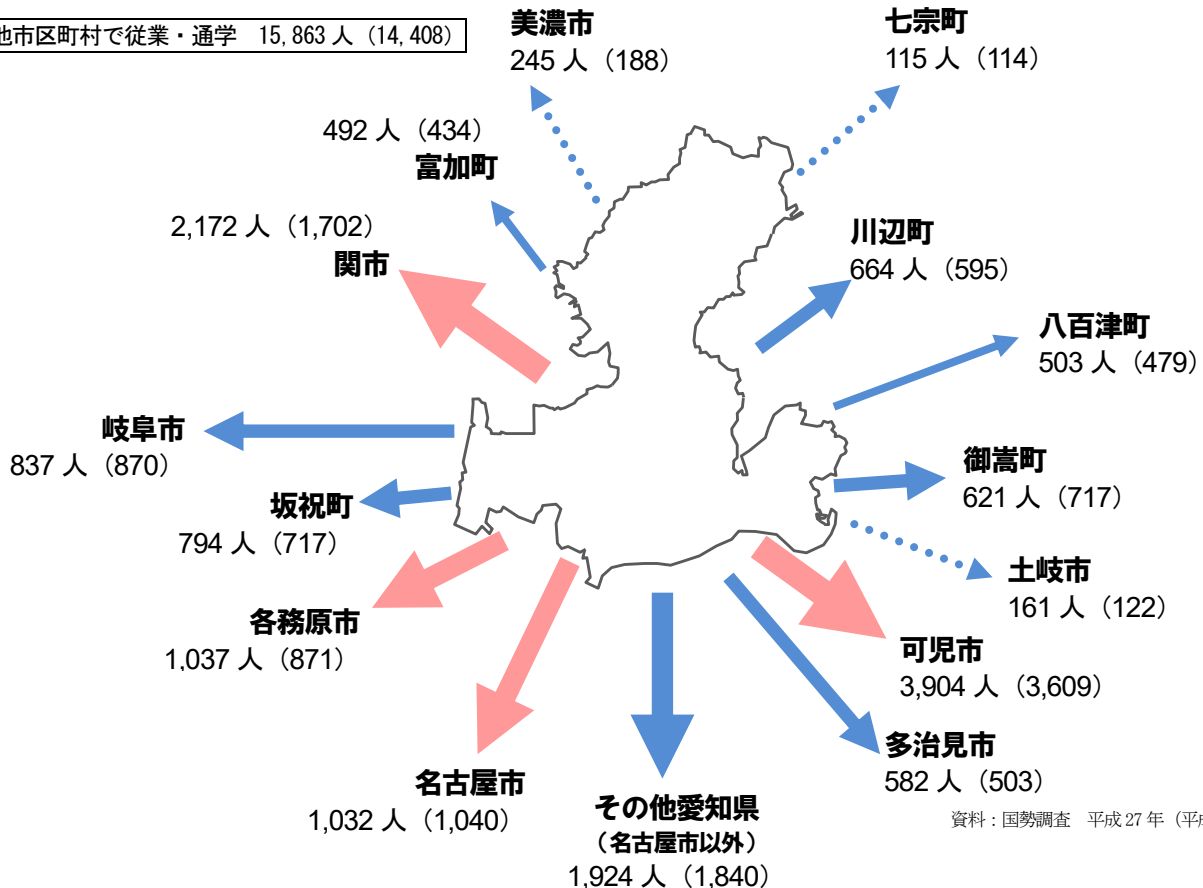 他市区町村で従業・通学 15,863人（14,408）
美濃市
245 人（188）
七宗町
115 人（114）
492 人（434）
富加町
2,172 人（1,702）
関市
川辺町
664 人（595）
八百津町
503 人（479）
岐阜市
837 人（870）
御嵩町
621 人（717）
坂祝町
794 人（717）
土岐市
161 人（122）
各務原市
1,037 人（871）
可児市
3,904 人（3,609）
多治見市
582 人（503）
名古屋市
1,032 人（1,040）
その他愛知県
（名古屋市以外）
1,924 人（1,840）
資料：国勢調査 平成 27 年（平成